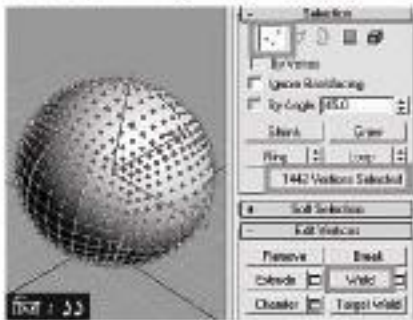 Selection
By Vertex
Ignore Backfacing
By Angle: 45.0
Shrink Grow
Ring Loop
1442 Vertices Selected
Soft Selection
Edit Vertices
Remove Break
Extrude Weld
Chamfer Target Weld
চিত্র : ১১